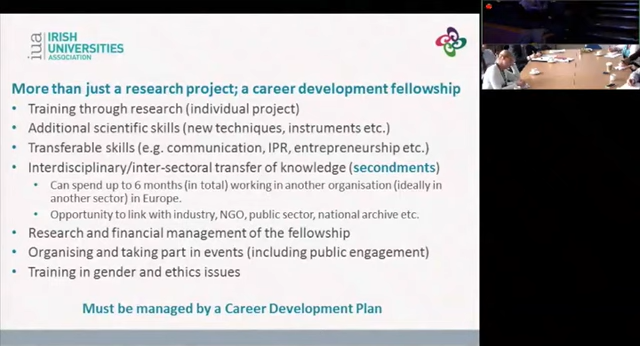 iua
IRISH
UNIVERSITIES
ASSOCIATION
More than just a research project; a career development fellowship
• Training through research (individual project)
• Additional scientific skills (new techniques, instruments etc.)
• Transferable skills (e.g. communication, IPR, entrepreneurship etc.)
• Interdisciplinary/inter-sectoral transfer of knowledge (secondments)
• Can spend up to 6 months (in total) working in another organisation (ideally in
another sector) in Europe.
• Opportunity to link with industry, NGO, public sector, national archive etc.
• Research and financial management of the fellowship
• Organising and taking part in events (including public engagement)
• Training in gender and ethics issues
Must be managed by a Career Development Plan